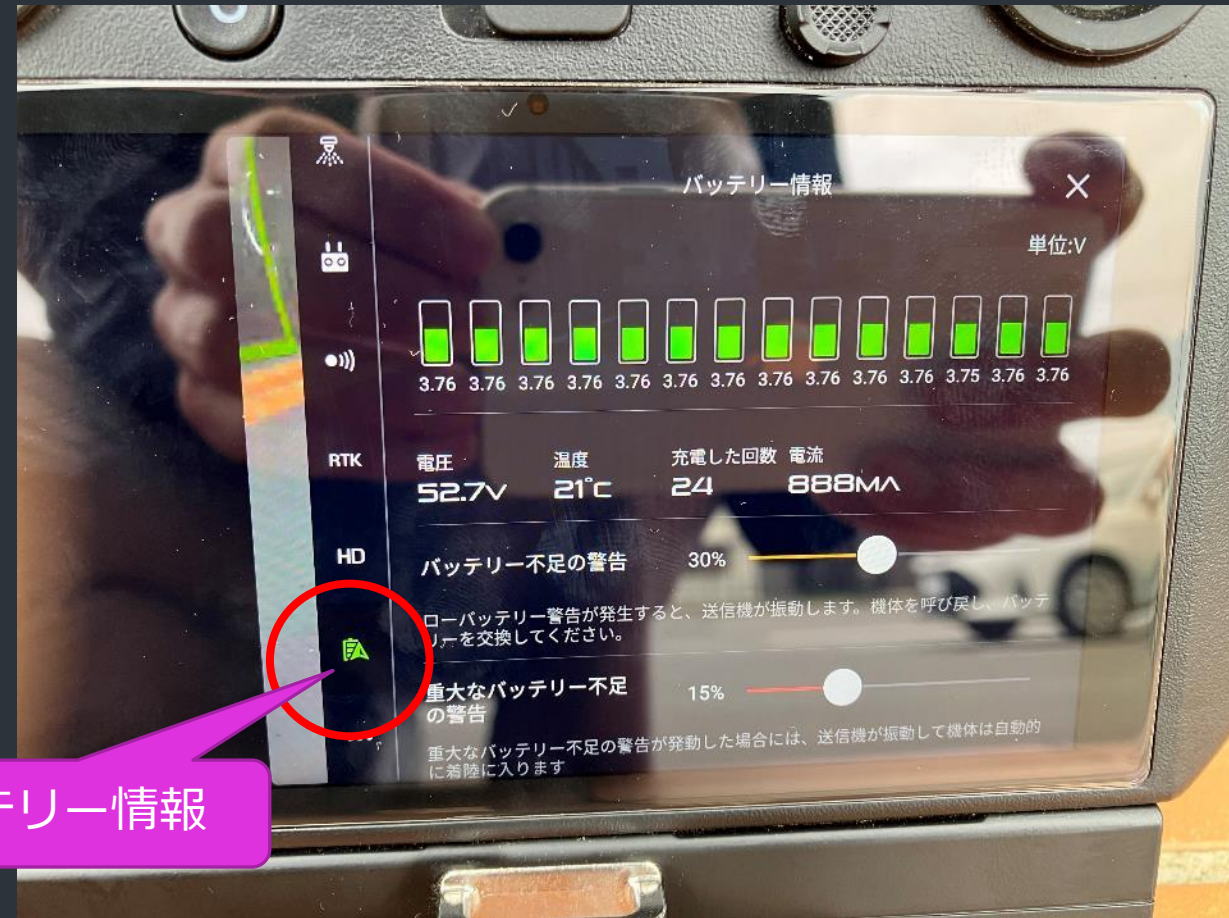 バッテリー情報
単位:V
3.76 3.76 3.76 3.76 3.76 3.76 3.76 3.76 3.76 3.76 3.76 3.75 3.76 3.76
RTK
電圧 温度 充電した回数 電流
52.7V 21°C 24 888MA
HD
バッテリー不足の警告 30%
ローバッテリー警告が発生すると、送信機が振動します。機体を呼び戻し、バッテ
リーを交換してください。
重大なバッテリー不足
の警告
15%
重大なバッテリー不足の警告が発動した場合には、送信機が振動して機体は自動的
に着陸に入ります
テリー情報